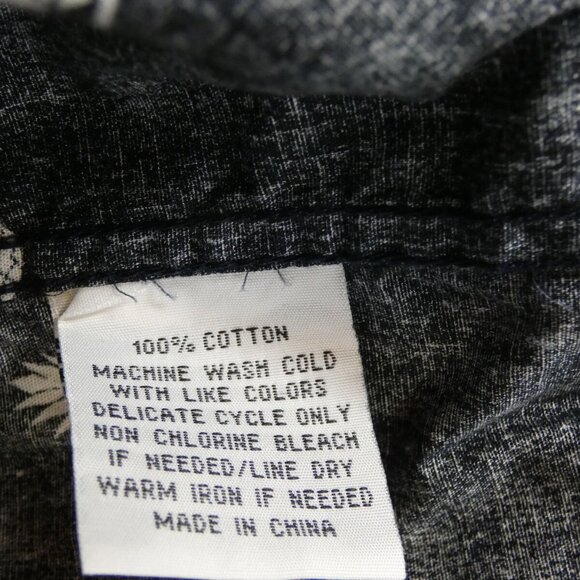 100% COTTON
MACHINE WASH COLD
WITH LIKE COLORS
DELICATE CYCLE ONLY
NON CHLORINE BLEACH
IF NEEDED/LINE DRY
WARM IRON IF NEEDED
MADE IN CHINA